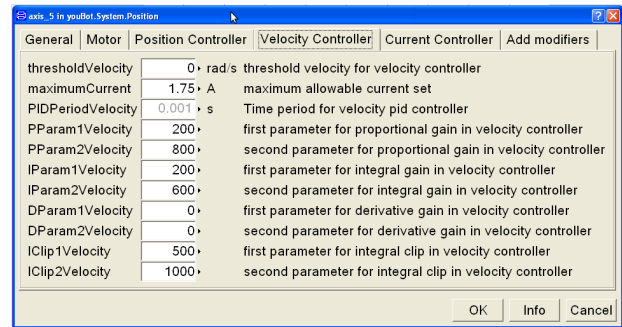 axis_5 in youBot.System.Position
General Motor Position Controller Velocity Controller Current Controller Add modifiers
thresholdVelocity 0 rad/s threshold velocity for velocity controller
maximumCurrent 1.75 A maximum allowable current set
PIDPeriodVelocity 0.001 s Time period for velocity pid controller
PParam1Velocity 200 first parameter for proportional gain in velocity controller
PParam2Velocity 800 second parameter for proportional gain in velocity controller
IParam1Velocity 200 first parameter for integral gain in velocity controller
IParam2Velocity 600 second parameter for integral gain in velocity controller
DParam1Velocity 0 first parameter for derivative gain in velocity controller
DParam2Velocity 0 second parameter for derivative gain in velocity controller
IClip1Velocity 500 first parameter for integral clip in velocity controller
IClip2Velocity 1000 second parameter for integral clip in velocity controller
OK Info Cancel